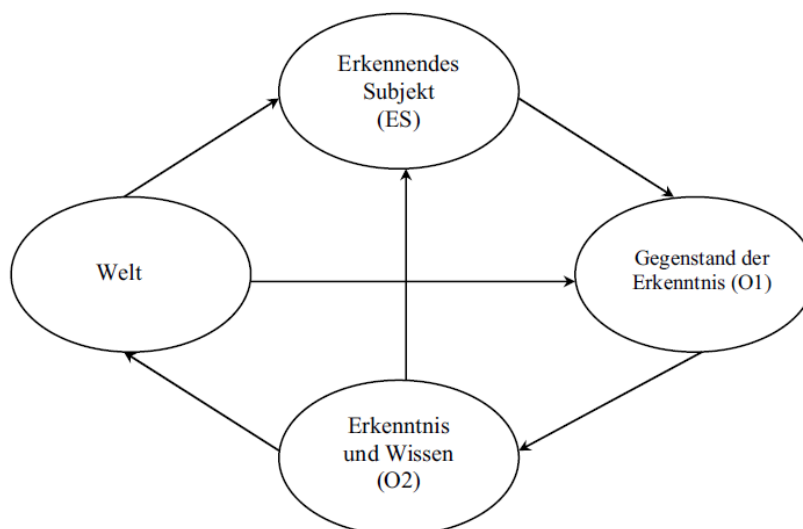 Erkennendes
Subjekt
(ES)
Welt
Gegenstand der
Erkenntnis (O1)
Erkenntnis
und Wissen
(O2)